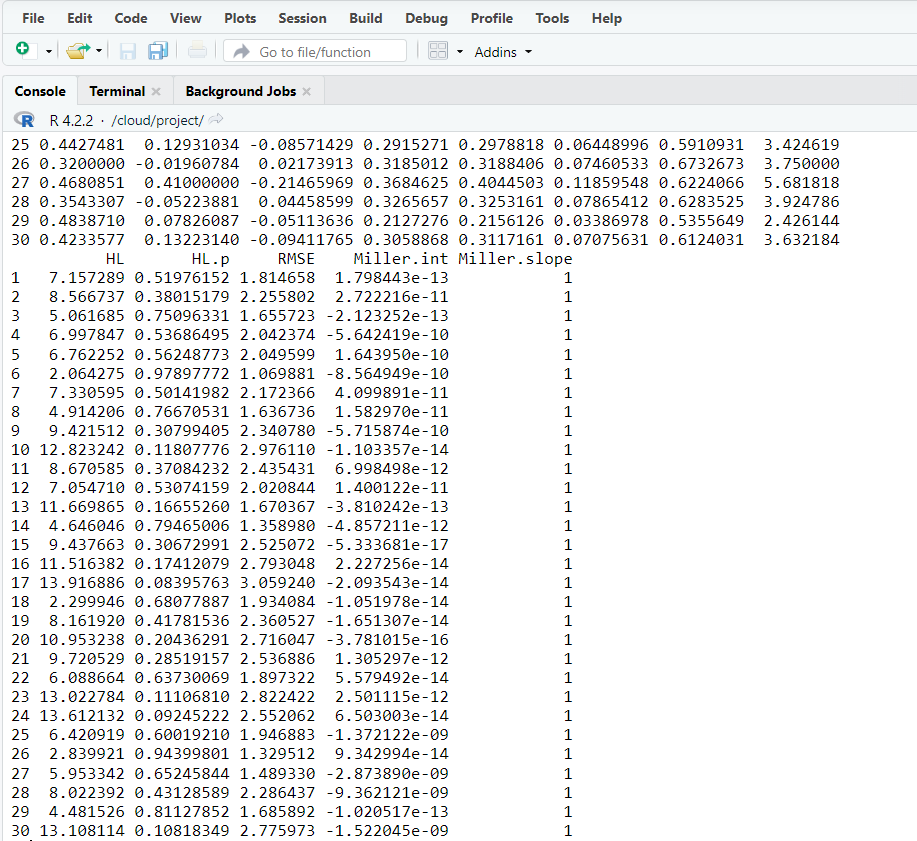 File Edit Code View Plots Session Build Debug Profile Tools Help
Go to file/function Addins
Console Terminal Background Jobs
R R 4.2.2 · /cloud/project/
25 0.4427481 0.12931034 -0.08571429 0.2915271 0.2978818 0.06448996 0.5910931 3.424619
26 0.3200000 -0.01960784 0.02173913 0.3185012 0.3188406 0.07460533 0.6732673 3.750000
27 0.4680851 0.41000000 -0.21465969 0.3684625 0.4044503 0.11859548 0.6224066 5.681818
28 0.3543307 -0.05223881 0.04458599 0.3265657 0.3253161 0.07865412 0.6283525 3.924786
29 0.4838710 0.07826087 -0.05113636 0.2127276 0.2156126 0.03386978 0.5355649 2.426144
30 0.4233577 0.13223140 -0.09411765 0.3058868 0.3117161 0.07075631 0.6124031 3.632184
HL HL.p RMSE Miller.int Miller.slope
1 7.157289 0.51976152 1.814658 1.798443e-13 1
2 8.566737 0.38015179 2.255802 2.722216e-11 1
3 5.061685 0.75096331 1.655723 -2.123252e-13 1
4 6.997847 0.53686495 2.042374 -5.642419e-10 1
5 6.762252 0.56248773 2.049599 1.643950e-10 1
6 2.064275 0.97897772 1.069881 -8.564949e-10 1
7 7.330595 0.50141982 2.172366 4.099891e-11 1
8 4.914206 0.76670531 1.636736 1.582970e-11 1
9 9.421512 0.30799405 2.340780 -5.715874e-10 1
10 12.823242 0.11807776 2.976110 -1.103357e-14 1
11 8.670585 0.37084232 2.435431 6.998498e-12 1
12 7.054710 0.53074159 2.020844 1.400122e-11 1
13 11.669865 0.16655260 1.670367 -3.810242e-13 1
14 4.646046 0.79465006 1.358980 -4.857211e-12 1
15 9.437663 0.30672991 2.525072 -5.333681e-17 1
16 11.516382 0.17412079 2.793048 2.227256e-14 1
17 13.916886 0.08395763 3.059240 -2.093543e-14 1
18 2.299946 0.68077887 1.934084 -1.051978e-14 1
19 8.161920 0.41781536 2.360527 -1.651307e-14 1
20 10.953238 0.20436291 2.716047 -3.781015e-16 1
21 9.720529 0.28519157 2.536886 1.305297e-12 1
22 6.088664 0.63730069 1.897322 5.579492e-14 1
23 13.022784 0.11106810 2.822422 2.501115e-12 1
24 13.612132 0.09245222 2.552062 6.503003e-14 1
25 6.420919 0.60019210 1.946883 -1.372122e-09 1
26 2.839921 0.94399801 1.329512 9.342994e-14 1
27 5.953342 0.65245844 1.489330 -2.873890e-09 1
28 8.022392 0.43128589 2.286437 -9.362121e-09 1
29 4.481526 0.81127852 1.685892 -1.020517e-13 1
30 13.108114 0.10818349 2.775973 -1.522045e-09 1